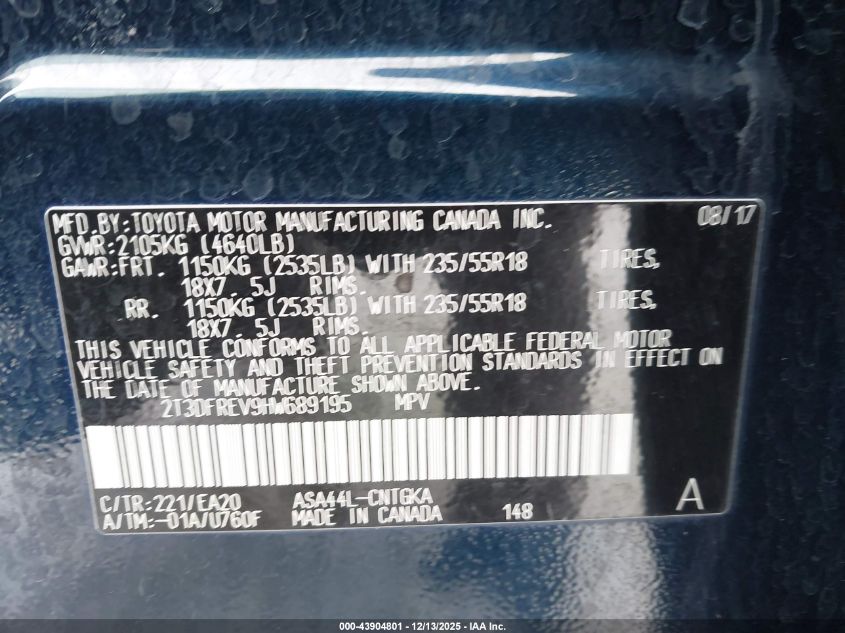 MFD.BY:TOYOTA MOTOR MANUFACTURING CANADA INC. 08/17
GVWR:2105KG (4640LB)
GAWR:FRT. 1150KG (2535LB) WITH 235/55R18 TIRES,
18X7.5J RIMS.
RR. 1150KG (2535LB) WITH 235/55R18 TIRES,
18X7.5J RIMS.
THIS VEHICLE CONFORMS TO ALL APPLICABLE FEDERAL MOTOR
VEHICLE SAFETY AND THEFT PREVENTION STANDARDS IN EFFECT ON
THE DATE OF MANUFACTURE SHOWN ABOVE.
2T3DFREV9HW689195 MPV
C/TR:221/EA20 ASA44L-CNTGKA A
A/TM:-01A/U760F MADE IN CANADA 148
000-43904801 - 12/13/2025 - IAA Inc.